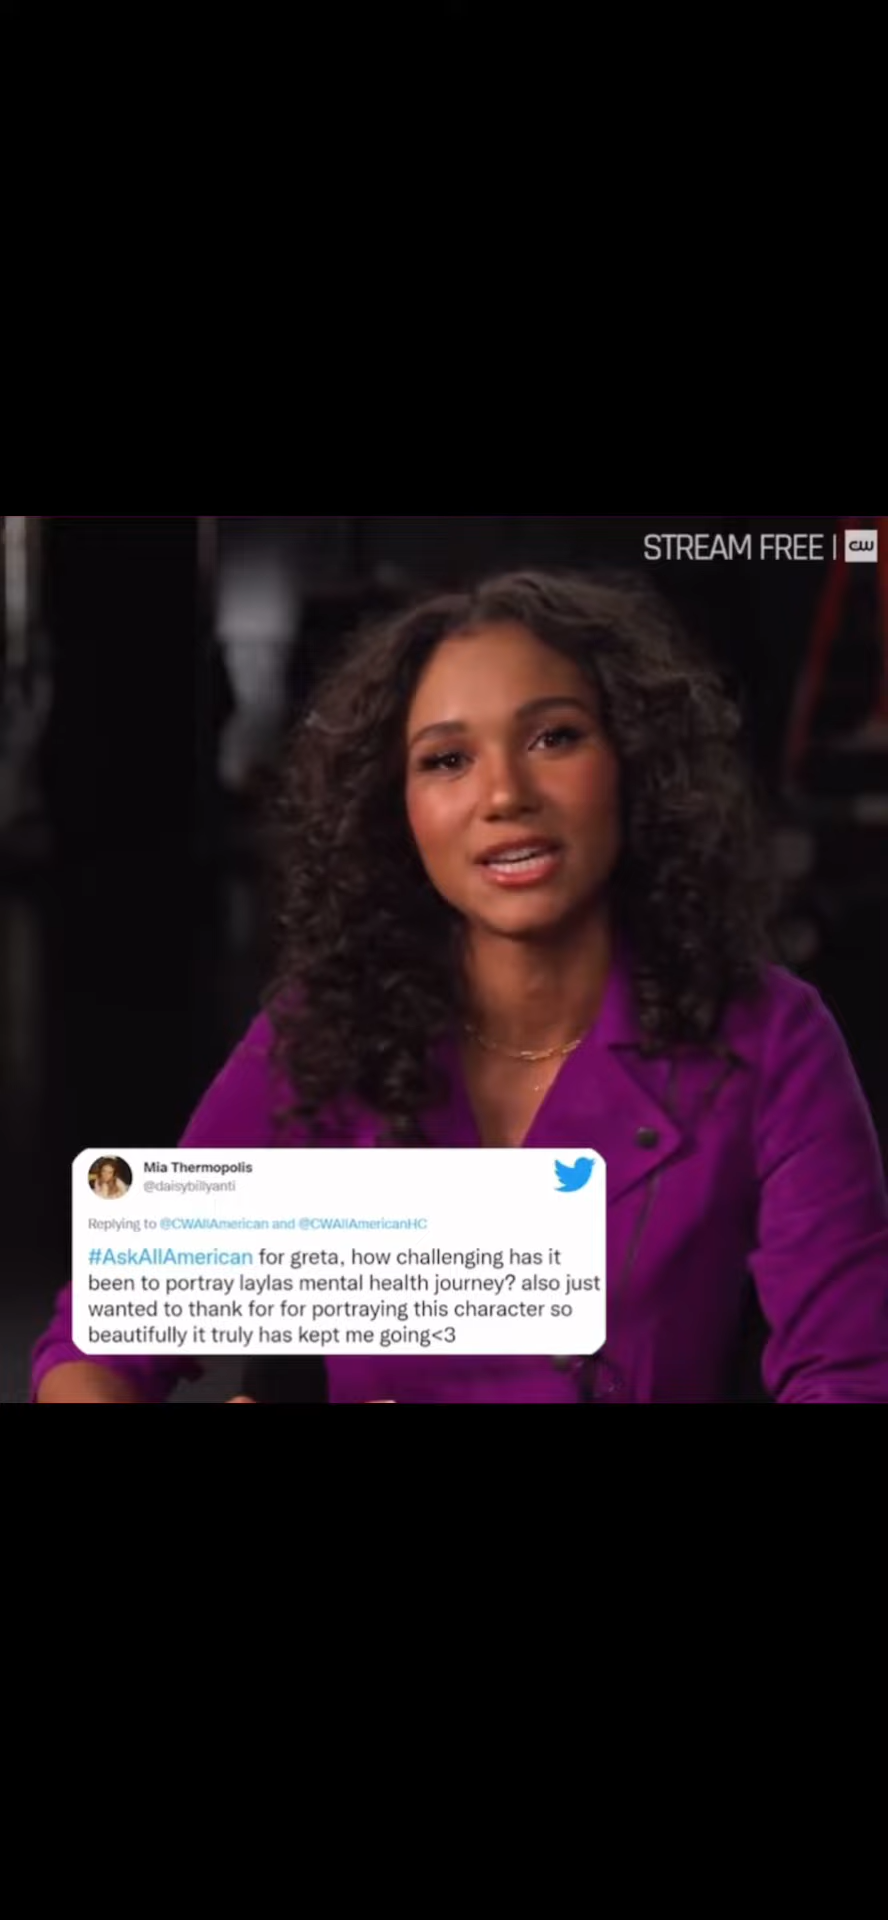 STREAM FREE | CW
Mia Thermopolis
@daisybillyanti
Replying to @CWAllAmerican and @CWAllAmericanHC
#AskAllAmerican for greta, how challenging has it
been to portray laylas mental health journey? also just
wanted to thank for for portraying this character so
beautifully it truly has kept me going<3